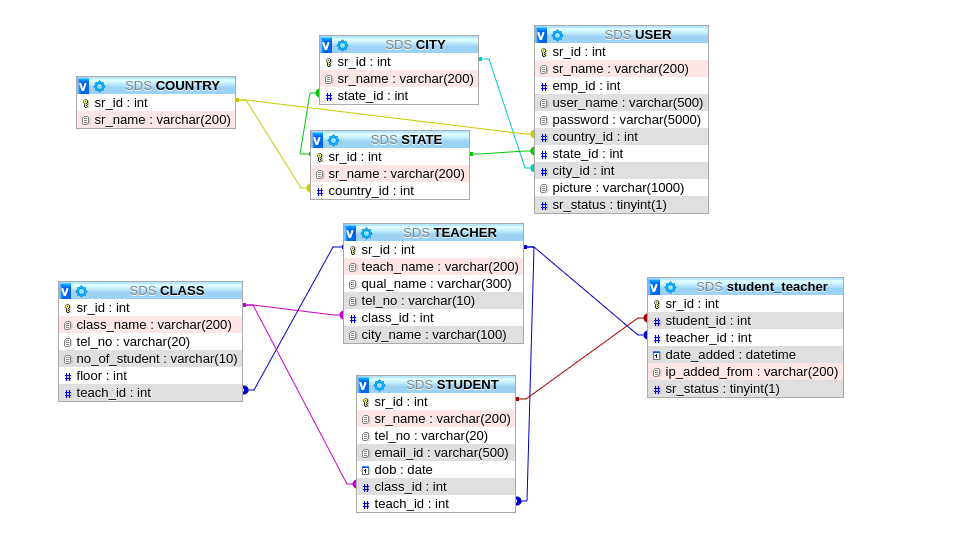 SDS COUNTRY
sr_id : int
sr_name : varchar(200)
SDS CITY
sr_id : int
sr_name : varchar(200)
state_id : int
SDS USER
sr_id : int
sr_name : varchar(200)
emp_id : int
user_name : varchar(500)
password : varchar(5000)
country_id : int
state_id : int
city_id : int
picture : varchar(1000)
sr_status : tinyint(1)
SDS STATE
sr_id : int
sr_name : varchar(200)
country_id : int
SDS TEACHER
sr_id : int
teach_name : varchar(200)
qual_name : varchar(300)
tel_no : varchar(10)
class_id : int
city_name : varchar(100)
SDS CLASS
sr_id : int
class_name : varchar(200)
tel_no : varchar(20)
no_of_student : varchar(10)
floor : int
teach_id : int
SDS student_teacher
sr_id : int
student_id : int
teacher_id : int
date_added : datetime
ip_added_from : varchar(200)
sr_status : tinyint(1)
SDS STUDENT
sr_id : int
sr_name : varchar(200)
tel_no : varchar(20)
email_id : varchar(500)
dob : date
class_id : int
teach_id : int